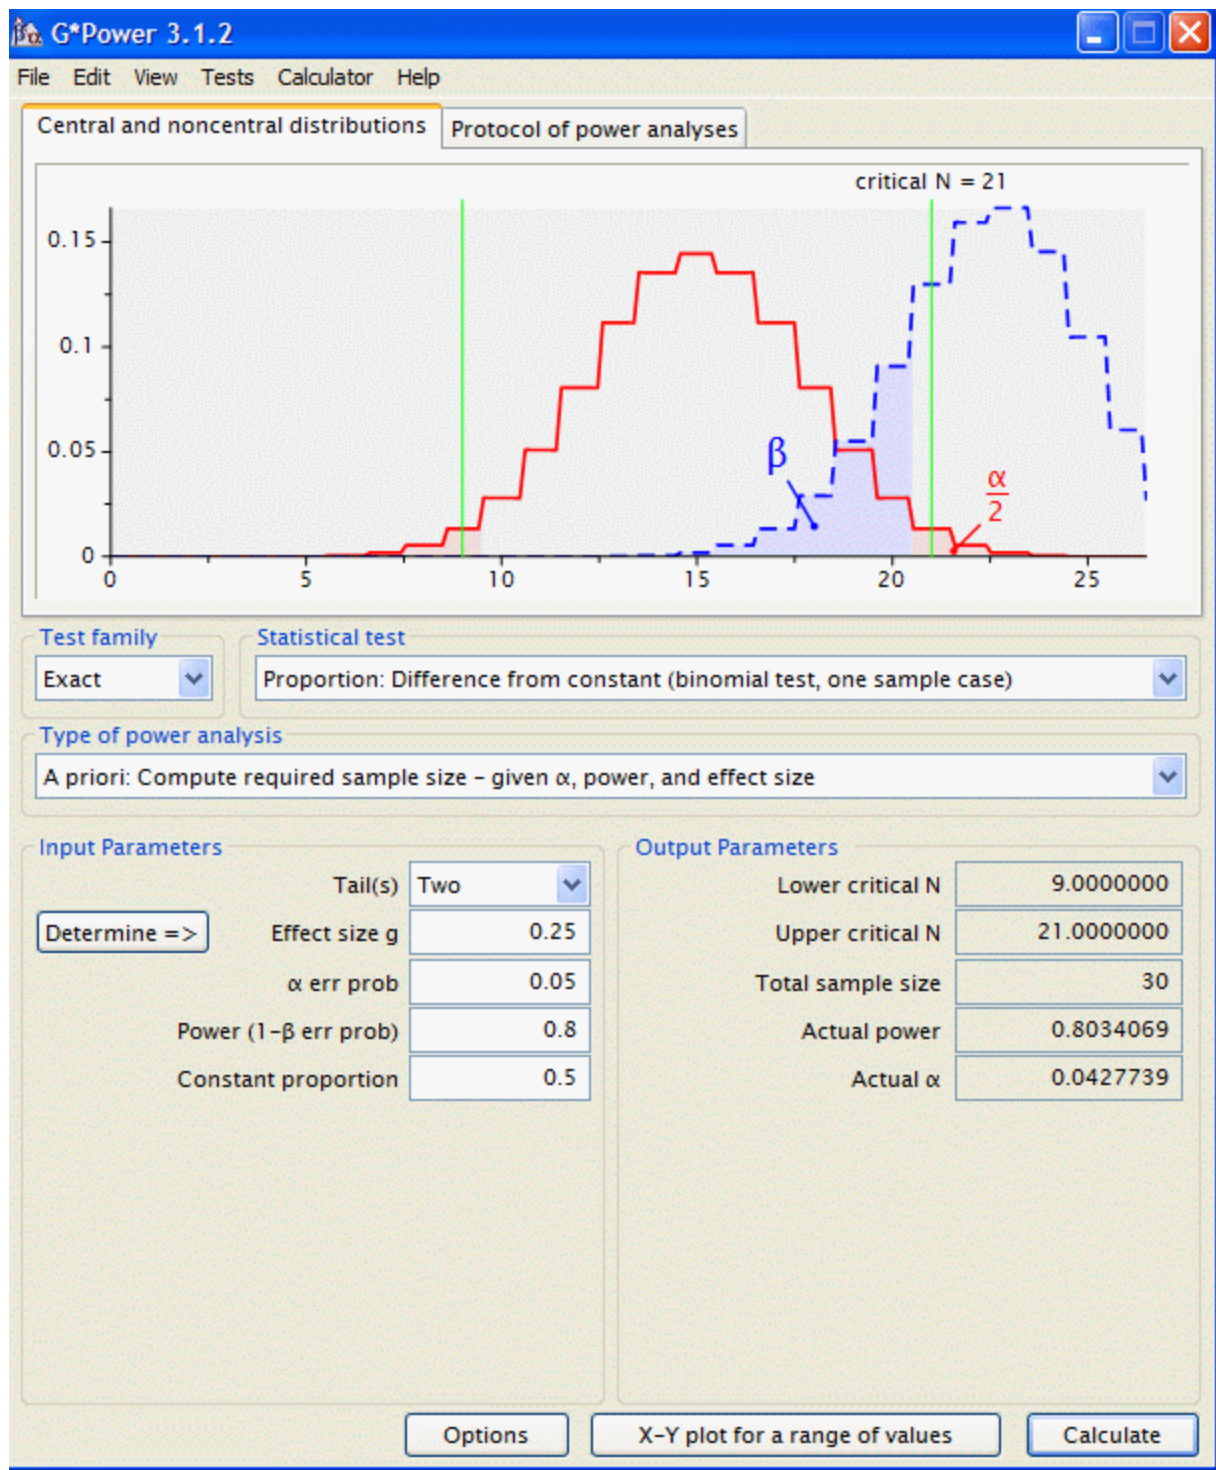 βα G*Power 3.1.2
File Edit View Tests Calculator Help
Central and noncentral distributions Protocol of power analyses
critical N = 21
0.15
0.1
0.05
0
β
α
2
0 5 10 15 20 25
Test family Statistical test
Exact Proportion: Difference from constant (binomial test, one sample case)
Type of power analysis
A priori: Compute required sample size – given α, power, and effect size
Input Parameters
Tail(s) Two
Determine => Effect size g 0.25
α err prob 0.05
Power (1–β err prob) 0.8
Constant proportion 0.5
Output Parameters
Lower critical N 9.0000000
Upper critical N 21.0000000
Total sample size 30
Actual power 0.8034069
Actual α 0.0427739
Options X–Y plot for a range of values Calculate